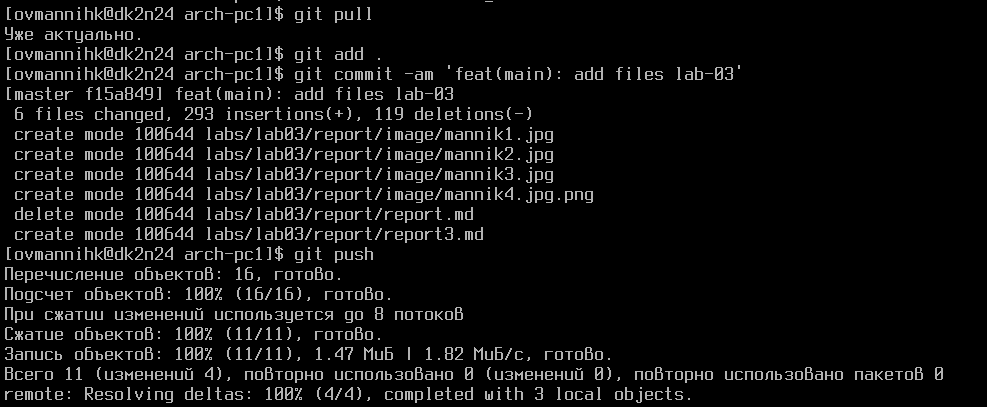 [ovmannihk@dk2n24 arch-pc1]$ git pull
Уже актуально.
[ovmannihk@dk2n24 arch-pc1]$ git add .
[ovmannihk@dk2n24 arch-pc1]$ git commit -am 'feat(main): add files lab-03'
[master f15a849] feat(main): add files lab-03
 6 files changed, 293 insertions(+), 119 deletions(-)
 create mode 100644 labs/lab03/report/image/mannik1.jpg
 create mode 100644 labs/lab03/report/image/mannik2.jpg
 create mode 100644 labs/lab03/report/image/mannik3.jpg
 create mode 100644 labs/lab03/report/image/mannik4.jpg.png
 delete mode 100644 labs/lab03/report/report.md
 create mode 100644 labs/lab03/report/report3.md
[ovmannihk@dk2n24 arch-pc1]$ git push
Перечисление объектов: 16, готово.
Подсчет объектов: 100% (16/16), готово.
При сжатии изменений используется до 8 потоков
Сжатие объектов: 100% (11/11), готово.
Запись объектов: 100% (11/11), 1.47 МиБ | 1.82 МиБ/с, готово.
Всего 11 (изменений 4), повторно использовано 0 (изменений 0), повторно использовано пакетов 0
remote: Resolving deltas: 100% (4/4), completed with 3 local objects.